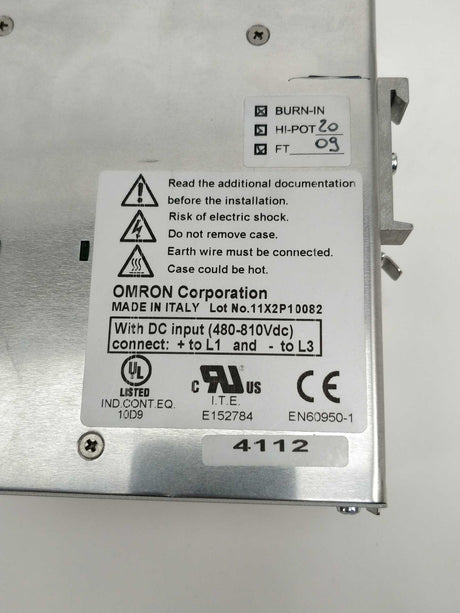 BURN-IN
HI-POT 20
FT 09
Read the additional documentation
before the installation.
Risk of electric shock.
Do not remove case.
Earth wire must be connected.
Case could be hot.
OMRON Corporation
MADE IN ITALY Lot No.11X2P10082
With DC input (480-810Vdc)
connect: + to L1 and - to L3
UL
LISTED
IND.CONT.EQ.
10D9
c RU US
I.T.E.
E152784
CE
EN60950-1
4112